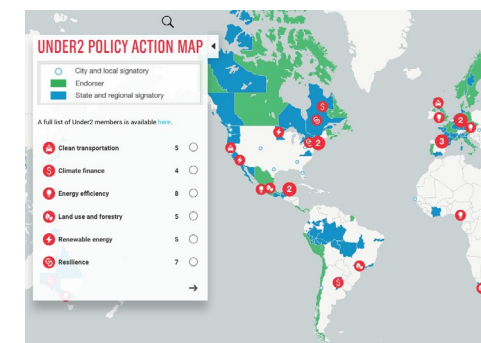 UNDER2 POLICY ACTION MAP
City and local signatory
Endorser
State and regional signatory
A full list of Under2 members is available here.
Clean transportation 5
Climate finance 4
Energy efficiency 8
Land use and forestry 5
Renewable energy 5
Resilience 7
2
2
2
3